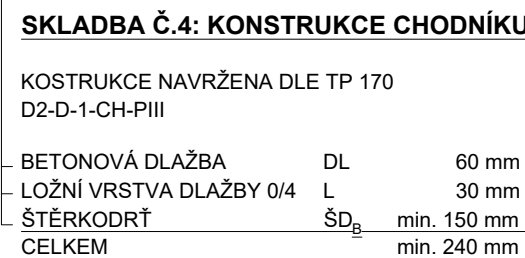 SKLADBA Č.4: KONSTRUKCE CHODNÍKU
KOSTRUKCE NAVRŽENA DLE TP 170
D2-D-1-CH-PIII
BETONOVÁ DLAŽBA DL 60 mm
LOŽNÍ VRSTVA DLAŽBY 0/4 L 30 mm
ŠTĚRKODRŤ ŠDB min. 150 mm
CELKEM min. 240 mm